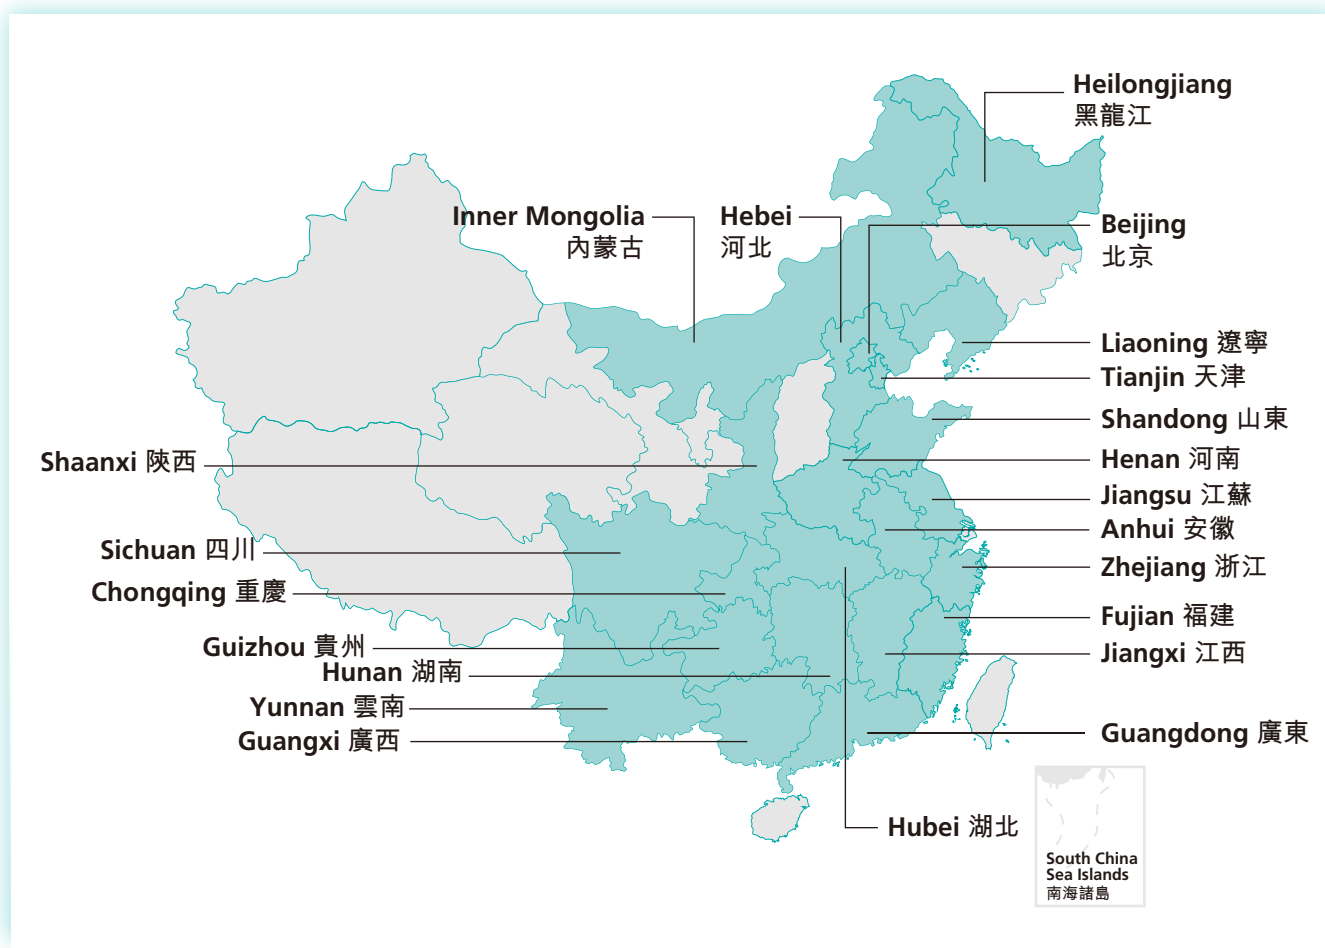 Heilongjiang
黑龍江
Inner Mongolia
內蒙古
Hebei
河北
Beijing
北京
Liaoning 遼寧
Tianjin 天津
Shandong 山東
Shaanxi 陝西
Henan 河南
Jiangsu 江蘇
Anhui 安徽
Sichuan 四川
Zhejiang 浙江
Chongqing 重慶
Fujian 福建
Guizhou 貴州
Jiangxi 江西
Hunan 湖南
Yunnan 雲南
Guangxi 廣西
Guangdong 廣東
Hubei 湖北
South China
Sea Islands
南海諸島